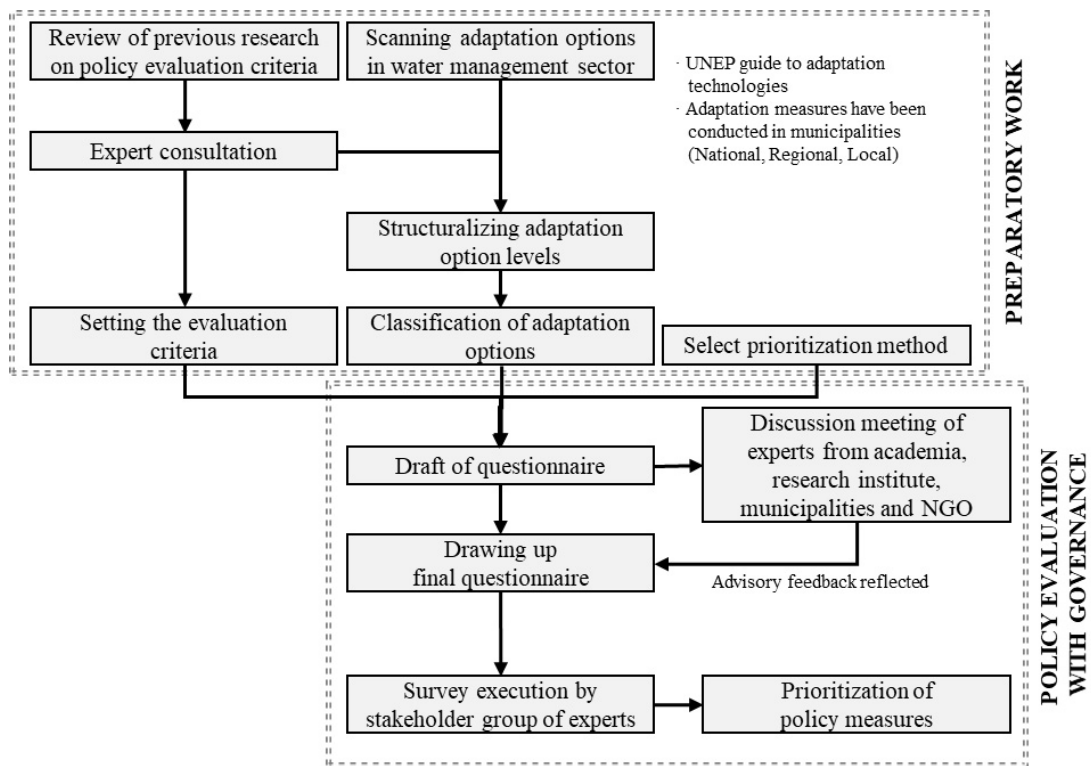 Review of previous research
on policy evaluation criteria
Scanning adaptation options
in water management sector
· UNEP guide to adaptation
technologies
· Adaptation measures have been
conducted in municipalities
(National, Regional, Local)
Expert consultation
Structuralizing adaptation
option levels
Setting the evaluation
criteria
Classification of adaptation
options
Select prioritization method
PREPARATORY WORK
Draft of questionnaire
Discussion meeting of
experts from academia,
research institute,
municipalities and NGO
Drawing up
final questionnaire
Advisory feedback reflected
Survey execution by
stakeholder group of experts
Prioritization of
policy measures
POLICY EVALUATION
WITH GOVERNANCE